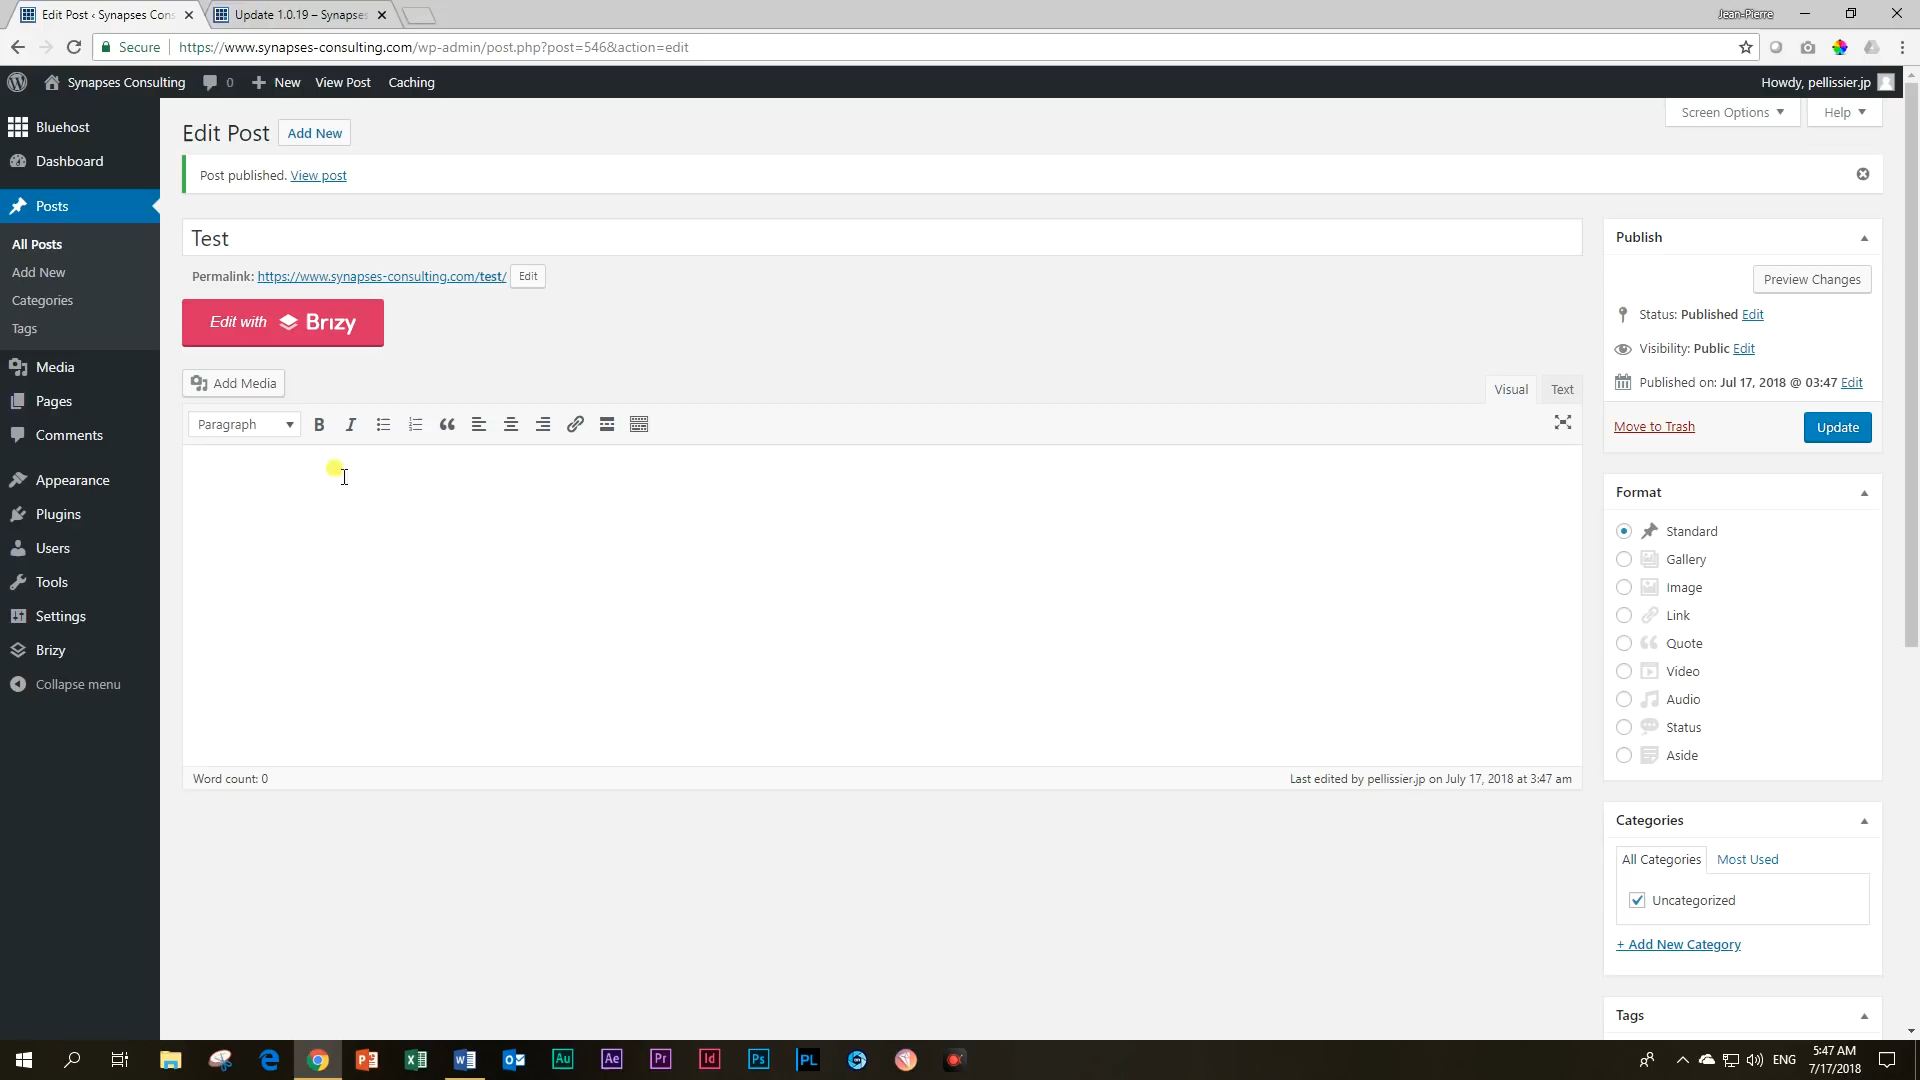 Edit Post ‹ Synapses Cons
Update 1.0.19 – Synapses
Jean-Pierre
Secure
https://www.synapses-consulting.com/wp-admin/post.php?post=546&action=edit
Synapses Consulting
0
New
View Post
Caching
Howdy, pellissier.jp
Bluehost
Dashboard
Posts
All Posts
Add New
Categories
Tags
Media
Pages
Comments
Appearance
Plugins
Users
Tools
Settings
Brizy
Collapse menu
Screen Options
Help
Edit Post
Add New
Post published. View post
Test
Permalink: https://www.synapses-consulting.com/test/
Edit
Edit with Brizy
Add Media
Visual
Text
Paragraph
B
I
Word count: 0
Last edited by pellissier.jp on July 17, 2018 at 3:47 am
Publish
Preview Changes
Status: Published Edit
Visibility: Public Edit
Published on: Jul 17, 2018 @ 03:47 Edit
Move to Trash
Update
Format
Standard
Gallery
Image
Link
Quote
Video
Audio
Status
Aside
Categories
All Categories
Most Used
Uncategorized
+ Add New Category
Tags
Au
Ae
Pr
Id
Ps
PL
ENG
5:47 AM
7/17/2018